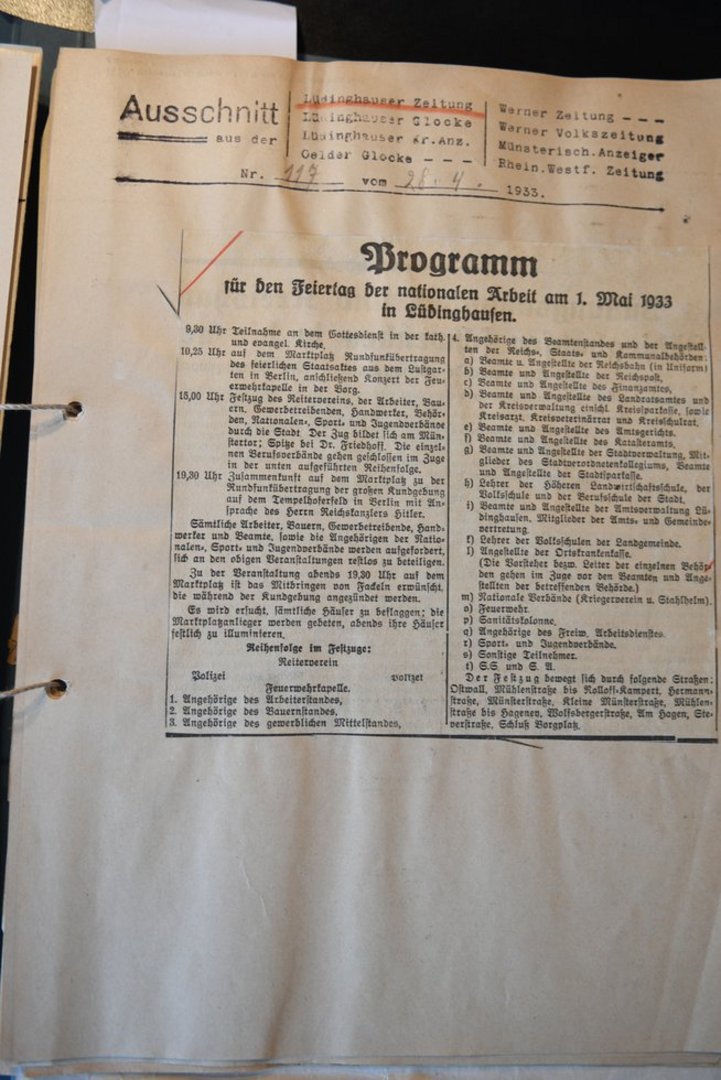 Ausschnitt
aus der
Lüdinghauser Zeitung
Lüdinghauser Glocke
Lüdinghauser Kr.Anz.
Oelder Glocke - - -
Werner Zeitung - - -
Werner Volkszeitung
Münsterisch.Anzeiger
Rhein.Westf. Zeitung
Nr. 117 vom 28. 4. 1933.
Programm
für den Feiertag der nationalen Arbeit am 1. Mai 1933
in Lüdinghausen.
9,30 Uhr Teilnahme an dem Gottesdienst in der kath.
und evangel. Kirche.
10,25 Uhr auf dem Marktplatz Rundfunkübertragung
des feierlichen Staatsaktes aus dem Lustgar-
ten in Berlin, anschließend Konzert der Feu-
erwehrkapelle in der Borg.
15,00 Uhr Festzug des Reitervereins, der Arbeiter, Bau-
ern, Gewerbetreibenden, Handwerker, Behör-
den, Nationalen-, Sport- und Jugendverbände
durch die Stadt. Der Zug bildet sich am Mün-
stertor; Spitze bei Dr. Friedhoff. Die einzel-
nen Berufsverbände gehen geschlossen im Zuge
in der unten aufgeführten Reihenfolge.
19,30 Uhr Zusammenkunft auf dem Marktplatz zu der
Rundfunkübertragung der großen Kundgebung
auf dem Tempelhoferfeld in Berlin mit An-
sprache des Herrn Reichskanzlers Hitler.
Sämtliche Arbeiter, Bauern, Gewerbetreibende, Hand-
werker und Beamte, sowie die Angehörigen der Natio-
nalen-, Sport- und Jugendverbände werden aufgefordert,
sich an den obigen Veranstaltungen restlos zu beteiligen.
Zu der Veranstaltung abends 19,30 Uhr auf dem
Marktplatz ist das Mitbringen von Fackeln erwünscht,
die während der Kundgebung angezündet werden.
Es wird ersucht, sämtliche Häuser zu beflaggen; die
Marktplatzanlieger werden gebeten, abends ihre Häuser
festlich zu illuminieren.
Reihenfolge im Festzuge:
Reiterverein
Polizei Polizei
Feuerwehrkapelle.
1. Angehörige des Arbeiterstandes,
2. Angehörige des Bauernstandes,
3. Angehörige des gewerblichen Mittelstandes,
4. Angehörige des Beamtenstandes und der Angestell-
ten der Reichs-, Staats- und Kommunalbehörden:
a) Beamte u. Angestellte der Reichsbahn (in Uniform)
b) Beamte und Angestellte der Reichspost,
c) Beamte und Angestellte des Finanzamtes,
d) Beamte und Angestellte des Landratsamtes und
der Kreisverwaltung einschl. Kreissparkasse, sowie
Kreisarzt, Kreisveterinärrat und Kreisschulrat.
e) Beamte und Angestellte des Amtsgerichts.
f) Beamte und Angestellte des Katasteramts.
g) Beamte und Angestellte der Stadtverwaltung, Mit-
glieder des Stadtverordnetenkollegiums, Beamte
und Angestellte der Stadtsparkasse.
h) Lehrer der Höheren Landwirtschaftsschule, der
Volksschule und der Berufsschule der Stadt.
i) Beamte und Angestellte der Amtsverwaltung Lü-
dinghausen, Mitglieder der Amts- und Gemeinde-
vertretung.
k) Lehrer der Volksschulen der Landgemeinde.
l) Angestellte der Ortskrankenkasse.
(Die Vorsteher bezw. Leiter der einzelnen Behör-
den gehen im Zuge vor den Beamten und Ange-
stellten der betreffenden Behörde.)
m) Nationale Verbände (Kriegerverein u. Stahlhelm).
o) Feuerwehr.
p) Sanitätskolonne.
q) Angehörige des Freiw. Arbeitsdienstes.
r) Sport- und Jugendverbände.
s) Sonstige Teilnehmer.
t) S.S. und S. A.
Der Festzug bewegt sich durch folgende Straßen:
Ostwall, Mühlenstraße bis Rolloff-Kampert, Hermann-
straße, Münsterstraße, Kleine Münsterstraße, Mühlen-
straße bis Hageney, Wolfsbergerstraße, Am Hagen, Ste-
verstraße, Schluß Borgplatz.